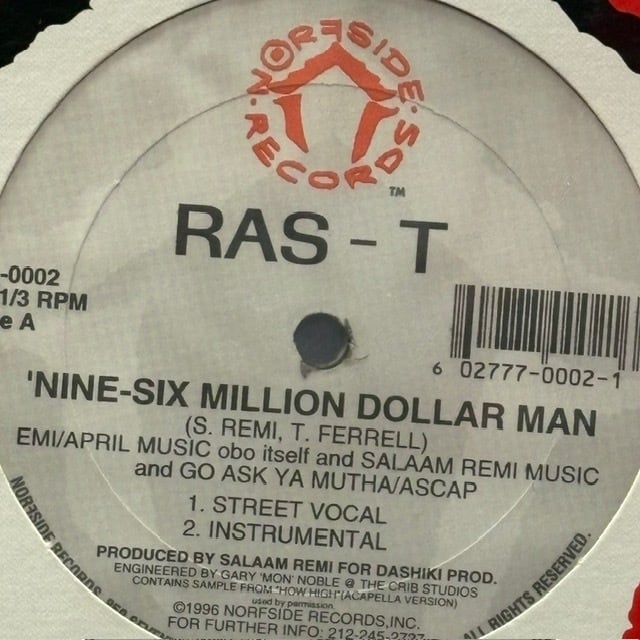 NORFSIDE RECORDS
TM
RAS - T
-0002
1/3 RPM
e A
6 02777-0002-1
'NINE-SIX MILLION DOLLAR MAN
(S. REMI, T. FERRELL)
EMI/APRIL MUSIC obo itself and SALAAM REMI MUSIC
and GO ASK YA MUTHA/ASCAP
1. STREET VOCAL
2. INSTRUMENTAL
PRODUCED BY SALAAM REMI FOR DASHIKI PROD.
ENGINEERED BY GARY 'MON' NOBLE @ THE CRIB STUDIOS
CONTAINS SAMPLE FROM "HOW HIGH"(ACAPELLA VERSION)
used by permission.
©1996 NORFSIDE RECORDS,INC.
FOR FURTHER INFO: 212-245-2727
NORFSIDE RECORDS
ALL RIGHTS RESERVED.